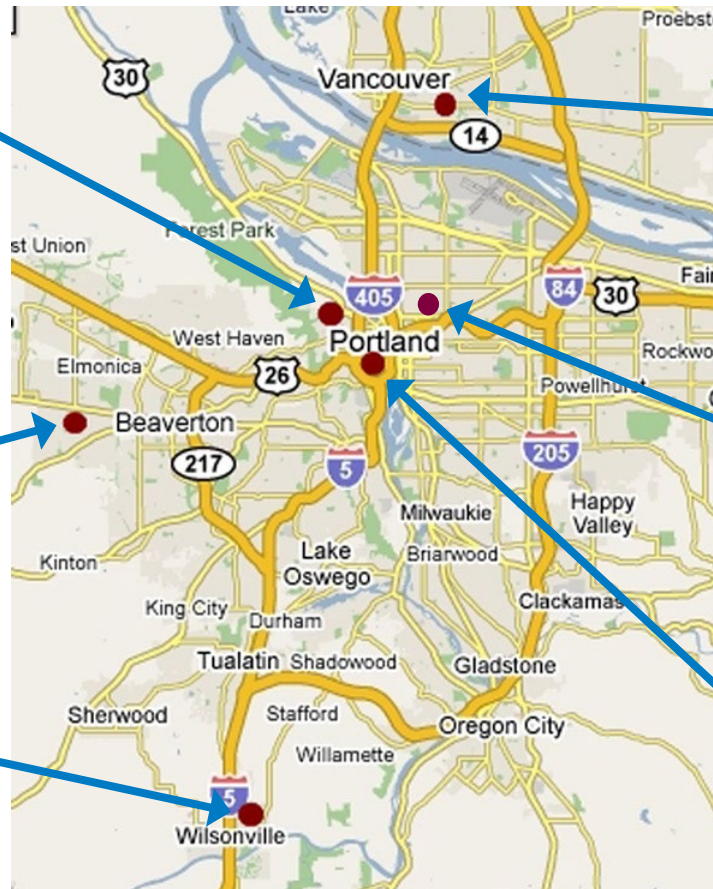 Lake
Proebst
30
Vancouver
14
Forest Park
st Union
405
84
30
Fair
West Haven
Portland
Rockwo
Elmonica
26
Powellhurst
Beaverton
217
5
205
Milwaukie
Happy
Valley
Kinton
Lake
Oswego
Briarwood
King City
Durham
Clackamas
Tualatin
Shadowood
Gladstone
Sherwood
Stafford
Oregon City
Willamette
5
Wilsonville